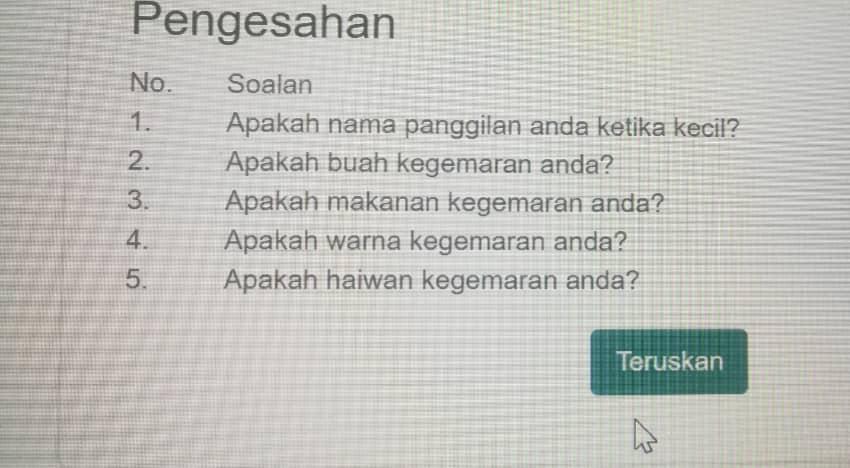 Pengesahan
No. Soalan
1. Apakah nama panggilan anda ketika kecil?
2. Apakah buah kegemaran anda?
3. Apakah makanan kegemaran anda?
4. Apakah warna kegemaran anda?
5. Apakah haiwan kegemaran anda?
Teruskan